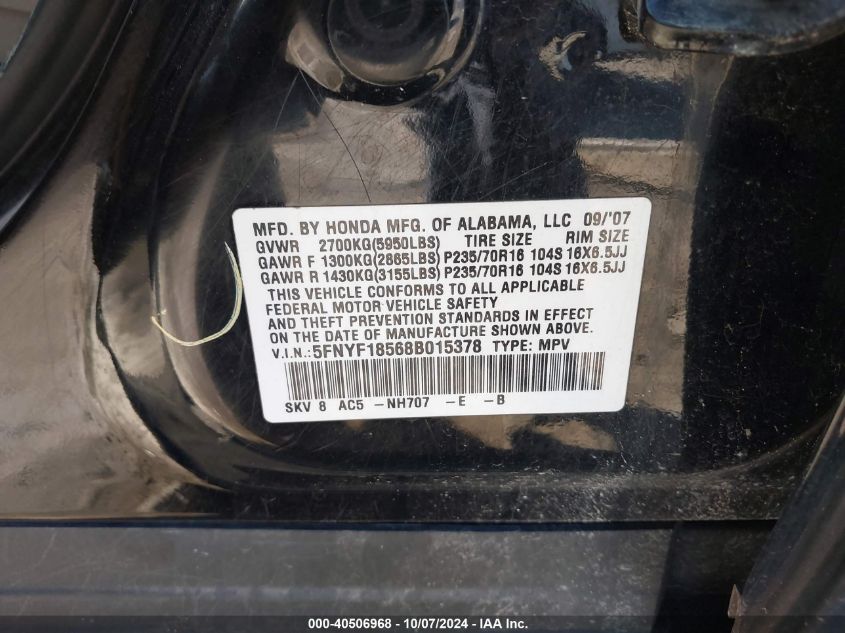 MFD. BY HONDA MFG. OF ALABAMA, LLC 09/'07
GVWR 2700KG(5950LBS) TIRE SIZE RIM SIZE
GAWR F 1300KG(2865LBS) P235/70R16 104S 16X6.5JJ
GAWR R 1430KG(3155LBS) P235/70R16 104S 16X6.5JJ
THIS VEHICLE CONFORMS TO ALL APPLICABLE
FEDERAL MOTOR VEHICLE SAFETY
AND THEFT PREVENTION STANDARDS IN EFFECT
ON THE DATE OF MANUFACTURE SHOWN ABOVE.
V.I.N.:5FNYF18568B015378 TYPE: MPV
SKV 8 AC5 -NH707 -E -B
000-40506968 - 10/07/2024 - IAA Inc.